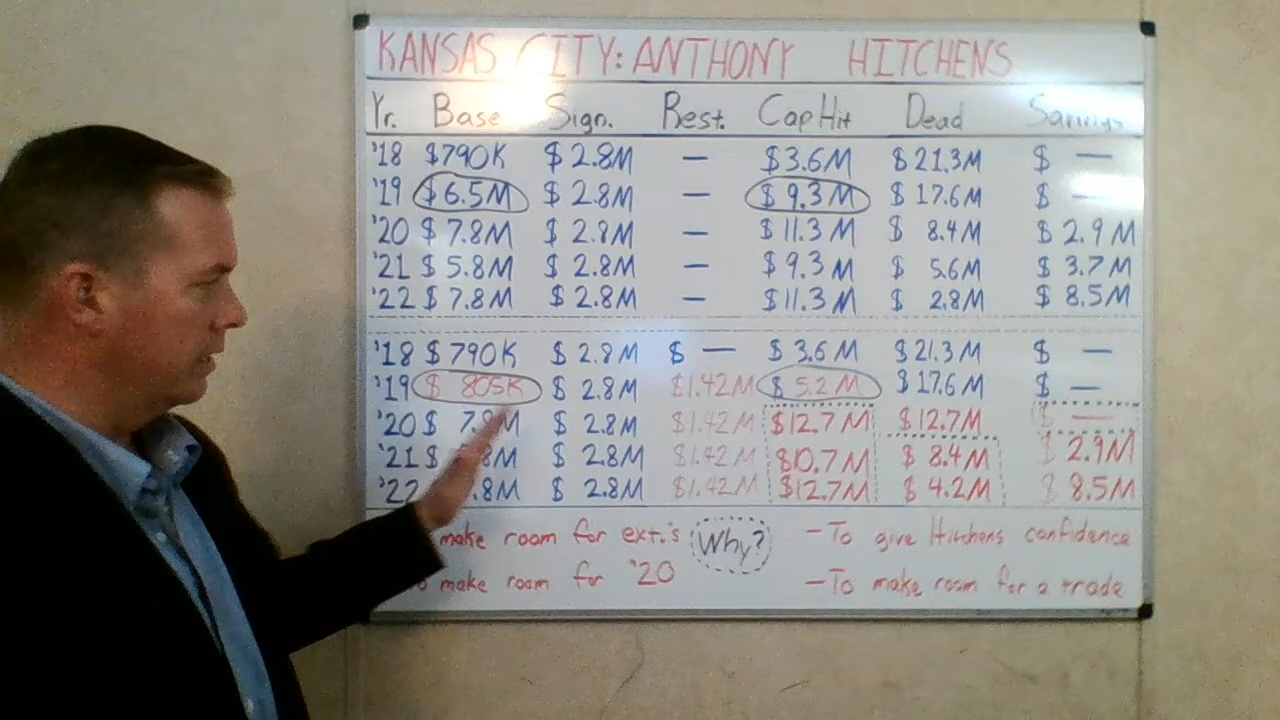 KANSAS CITY: ANTHONY HITCHENS
Yr. Base Sign. Rest. Cap Hit Dead Savings
'18 $790K $2.8M — $3.6M $21.3M $ —
'19 $6.5M $2.8M — $9.3M $17.6M $ —
'20 $7.8M $2.8M — $11.3M $8.4M $2.9M
'21 $5.8M $2.8M — $9.3M $5.6M $3.7M
'22 $7.8M $2.8M — $11.3M $2.8M $8.5M
'18 $790K $2.8M $ — $3.6M $21.3M $ —
'19 $805K $2.8M $1.42M $5.2M $17.6M $ —
'20 $ $2.8M $1.42M $12.7M $12.7M $ —
'21 $ 8M $2.8M $1.42M $10.7M $8.4M $2.9M
'22 .8M $2.8M $1.42M $12.7M $4.2M $8.5M
make room for ext.'s Why? - To give Hitchens confidence
make room for '20 - To make room for a trade